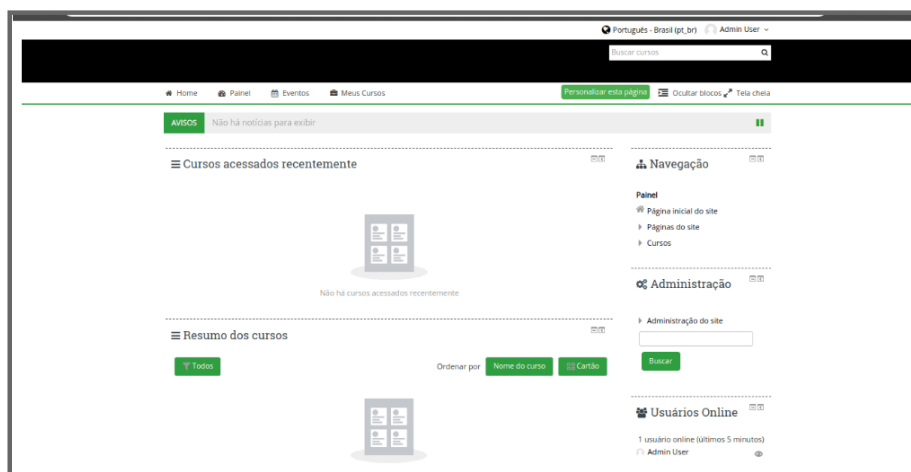 Português - Brasil (pt_br) Admin User
Buscar cursos
Home Painel Eventos Meus Cursos Personalizar esta página Ocultar blocos Tela cheia
AVISOS Não há notícias para exibir
Cursos acessados recentemente
Não há cursos acessados recentemente
Resumo dos cursos
Todos Ordenar por Nome do curso Cartão
Navegação
Painel
Página inicial do site
Páginas do site
Cursos
Administração
Administração do site
Buscar
Usuários Online
1 usuário online (últimos 5 minutos)
Admin User